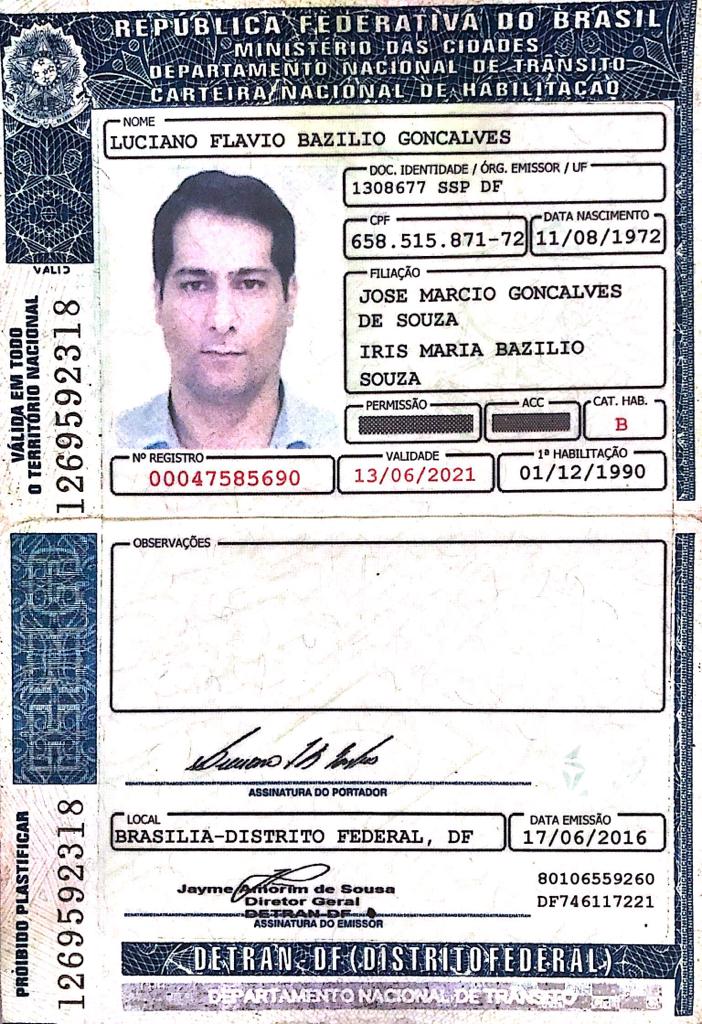 REPÚBLICA FEDERATIVA DO BRASIL
MINISTÉRIO DAS CIDADES
DEPARTAMENTO NACIONAL DE TRÂNSITO
CARTEIRA NACIONAL DE HABILITAÇÃO
NOME
LUCIANO FLAVIO BAZILIO GONCALVES
DOC. IDENTIDADE / ÓRG. EMISSOR / UF
1308677 SSP DF
CPF
658.515.871-72
DATA NASCIMENTO
11/08/1972
FILIAÇÃO
JOSE MARCIO GONCALVES
DE SOUZA
IRIS MARIA BAZILIO
SOUZA
PERMISSÃO
ACC
CAT. HAB.
B
Nº REGISTRO
00047585690
VALIDADE
13/06/2021
1ª HABILITAÇÃO
01/12/1990
VÁLIDA EM TODO
O TERRITÓRIO NACIONAL
1269592318
OBSERVAÇÕES
ASSINATURA DO PORTADOR
LOCAL
BRASILIA-DISTRITO FEDERAL, DF
DATA EMISSÃO
17/06/2016
80106559260
DF746117221
Jayme Amorim de Sousa
Diretor Geral
DETRAN-DF
ASSINATURA DO EMISSOR
PROIBIDO PLASTIFICAR
1269592318
DETRAN-DF (DISTRITO FEDERAL)
DEPARTAMENTO NACIONAL DE TRÂNSITO